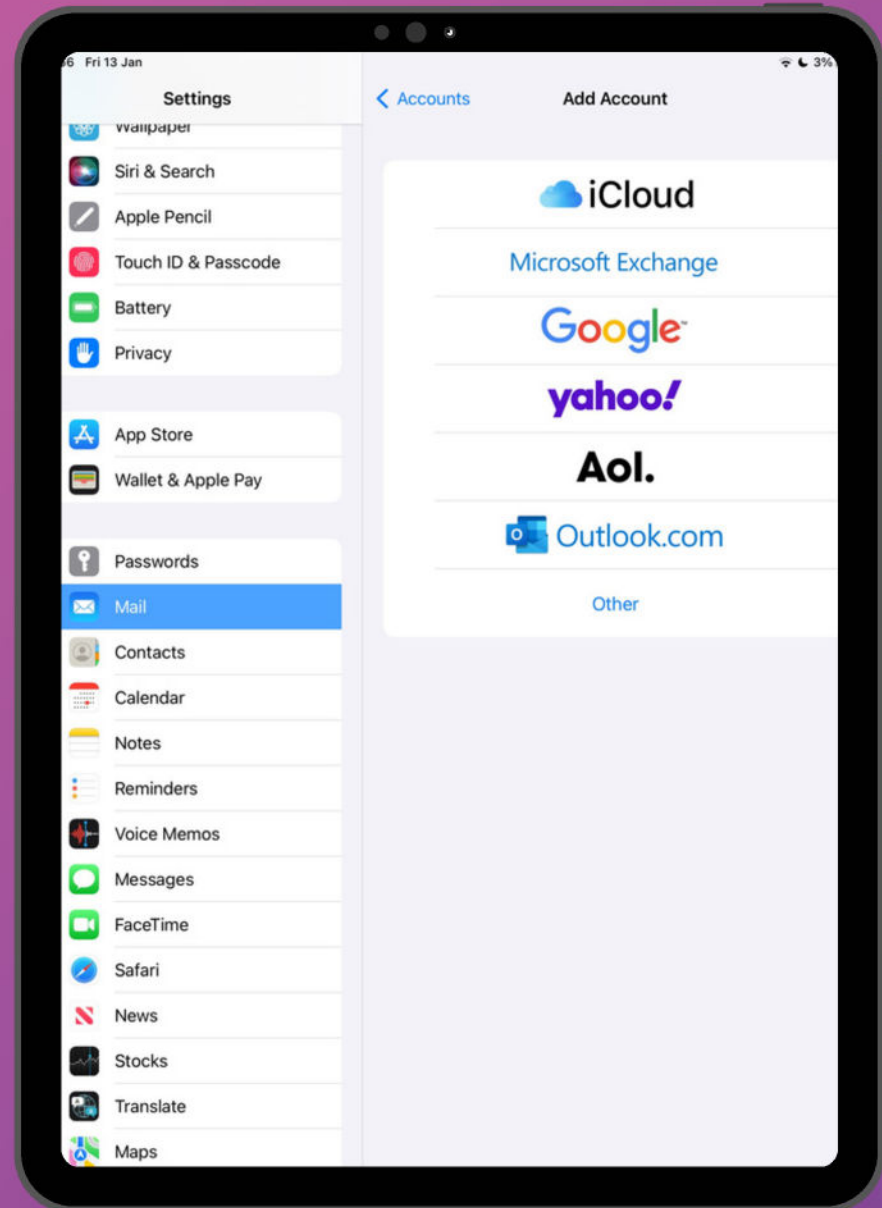 6 Fri 13 Jan
3%
Settings
Wallpaper
Siri & Search
Apple Pencil
Touch ID & Passcode
Battery
Privacy
App Store
Wallet & Apple Pay
Passwords
Mail
Contacts
Calendar
Notes
Reminders
Voice Memos
Messages
FaceTime
Safari
News
Stocks
Translate
Maps
Accounts
Add Account
iCloud
Microsoft Exchange
Google™
yahoo!
Aol.
Outlook.com
Other